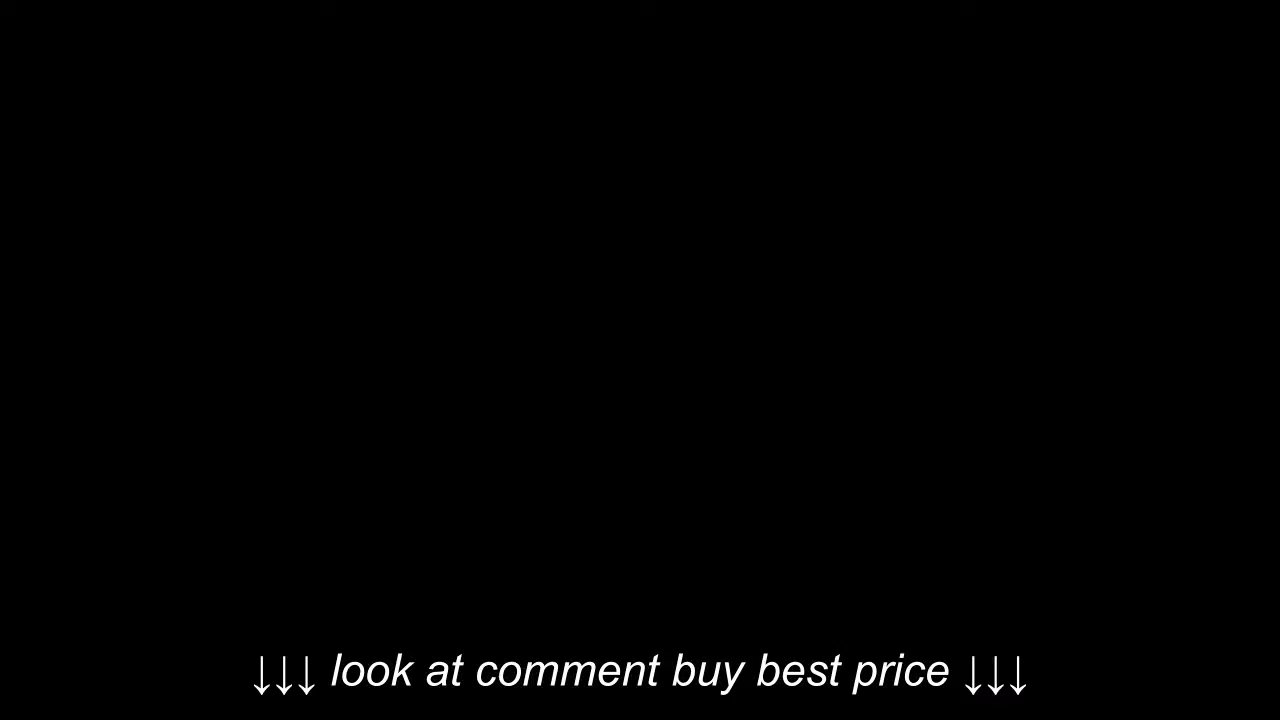 ↓↓↓ look at comment buy best price ↓↓↓